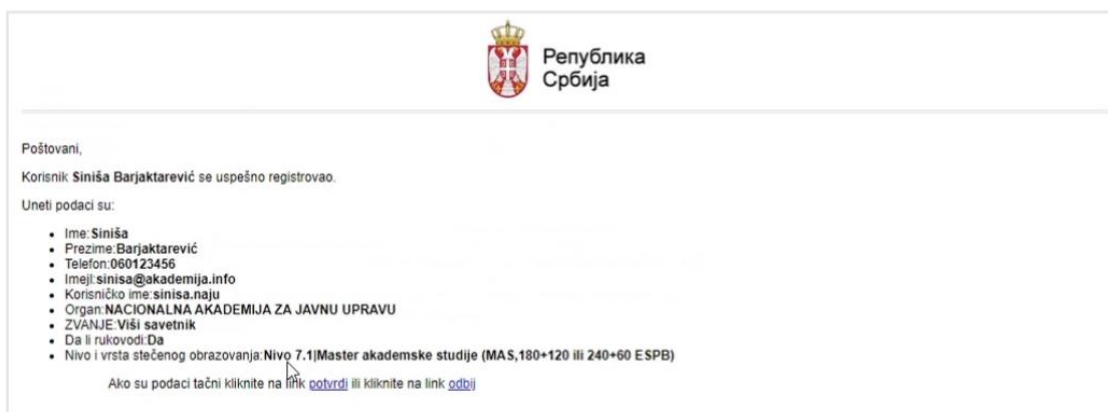 Република
Србија
Poštovani,
Korisnik Siniša Barjaktarević se uspešno registrovao.
Uneti podaci su:
Ime:Siniša
Prezime:Barjaktarević
Telefon:060123456
Imejl:sinisa@akademija.info
Korisničko ime:sinisa.naju
Organ:NACIONALNA AKADEMIJA ZA JAVNU UPRAVU
ZVANJE:Viši savetnik
Da li rukovodi:Da
Nivo i vrsta stečenog obrazovanja:Nivo 7.1|Master akademske studije (MAS,180+120 ili 240+60 ESPB)
Ako su podaci tačni kliknite na link potvrdi ili kliknite na link odbij